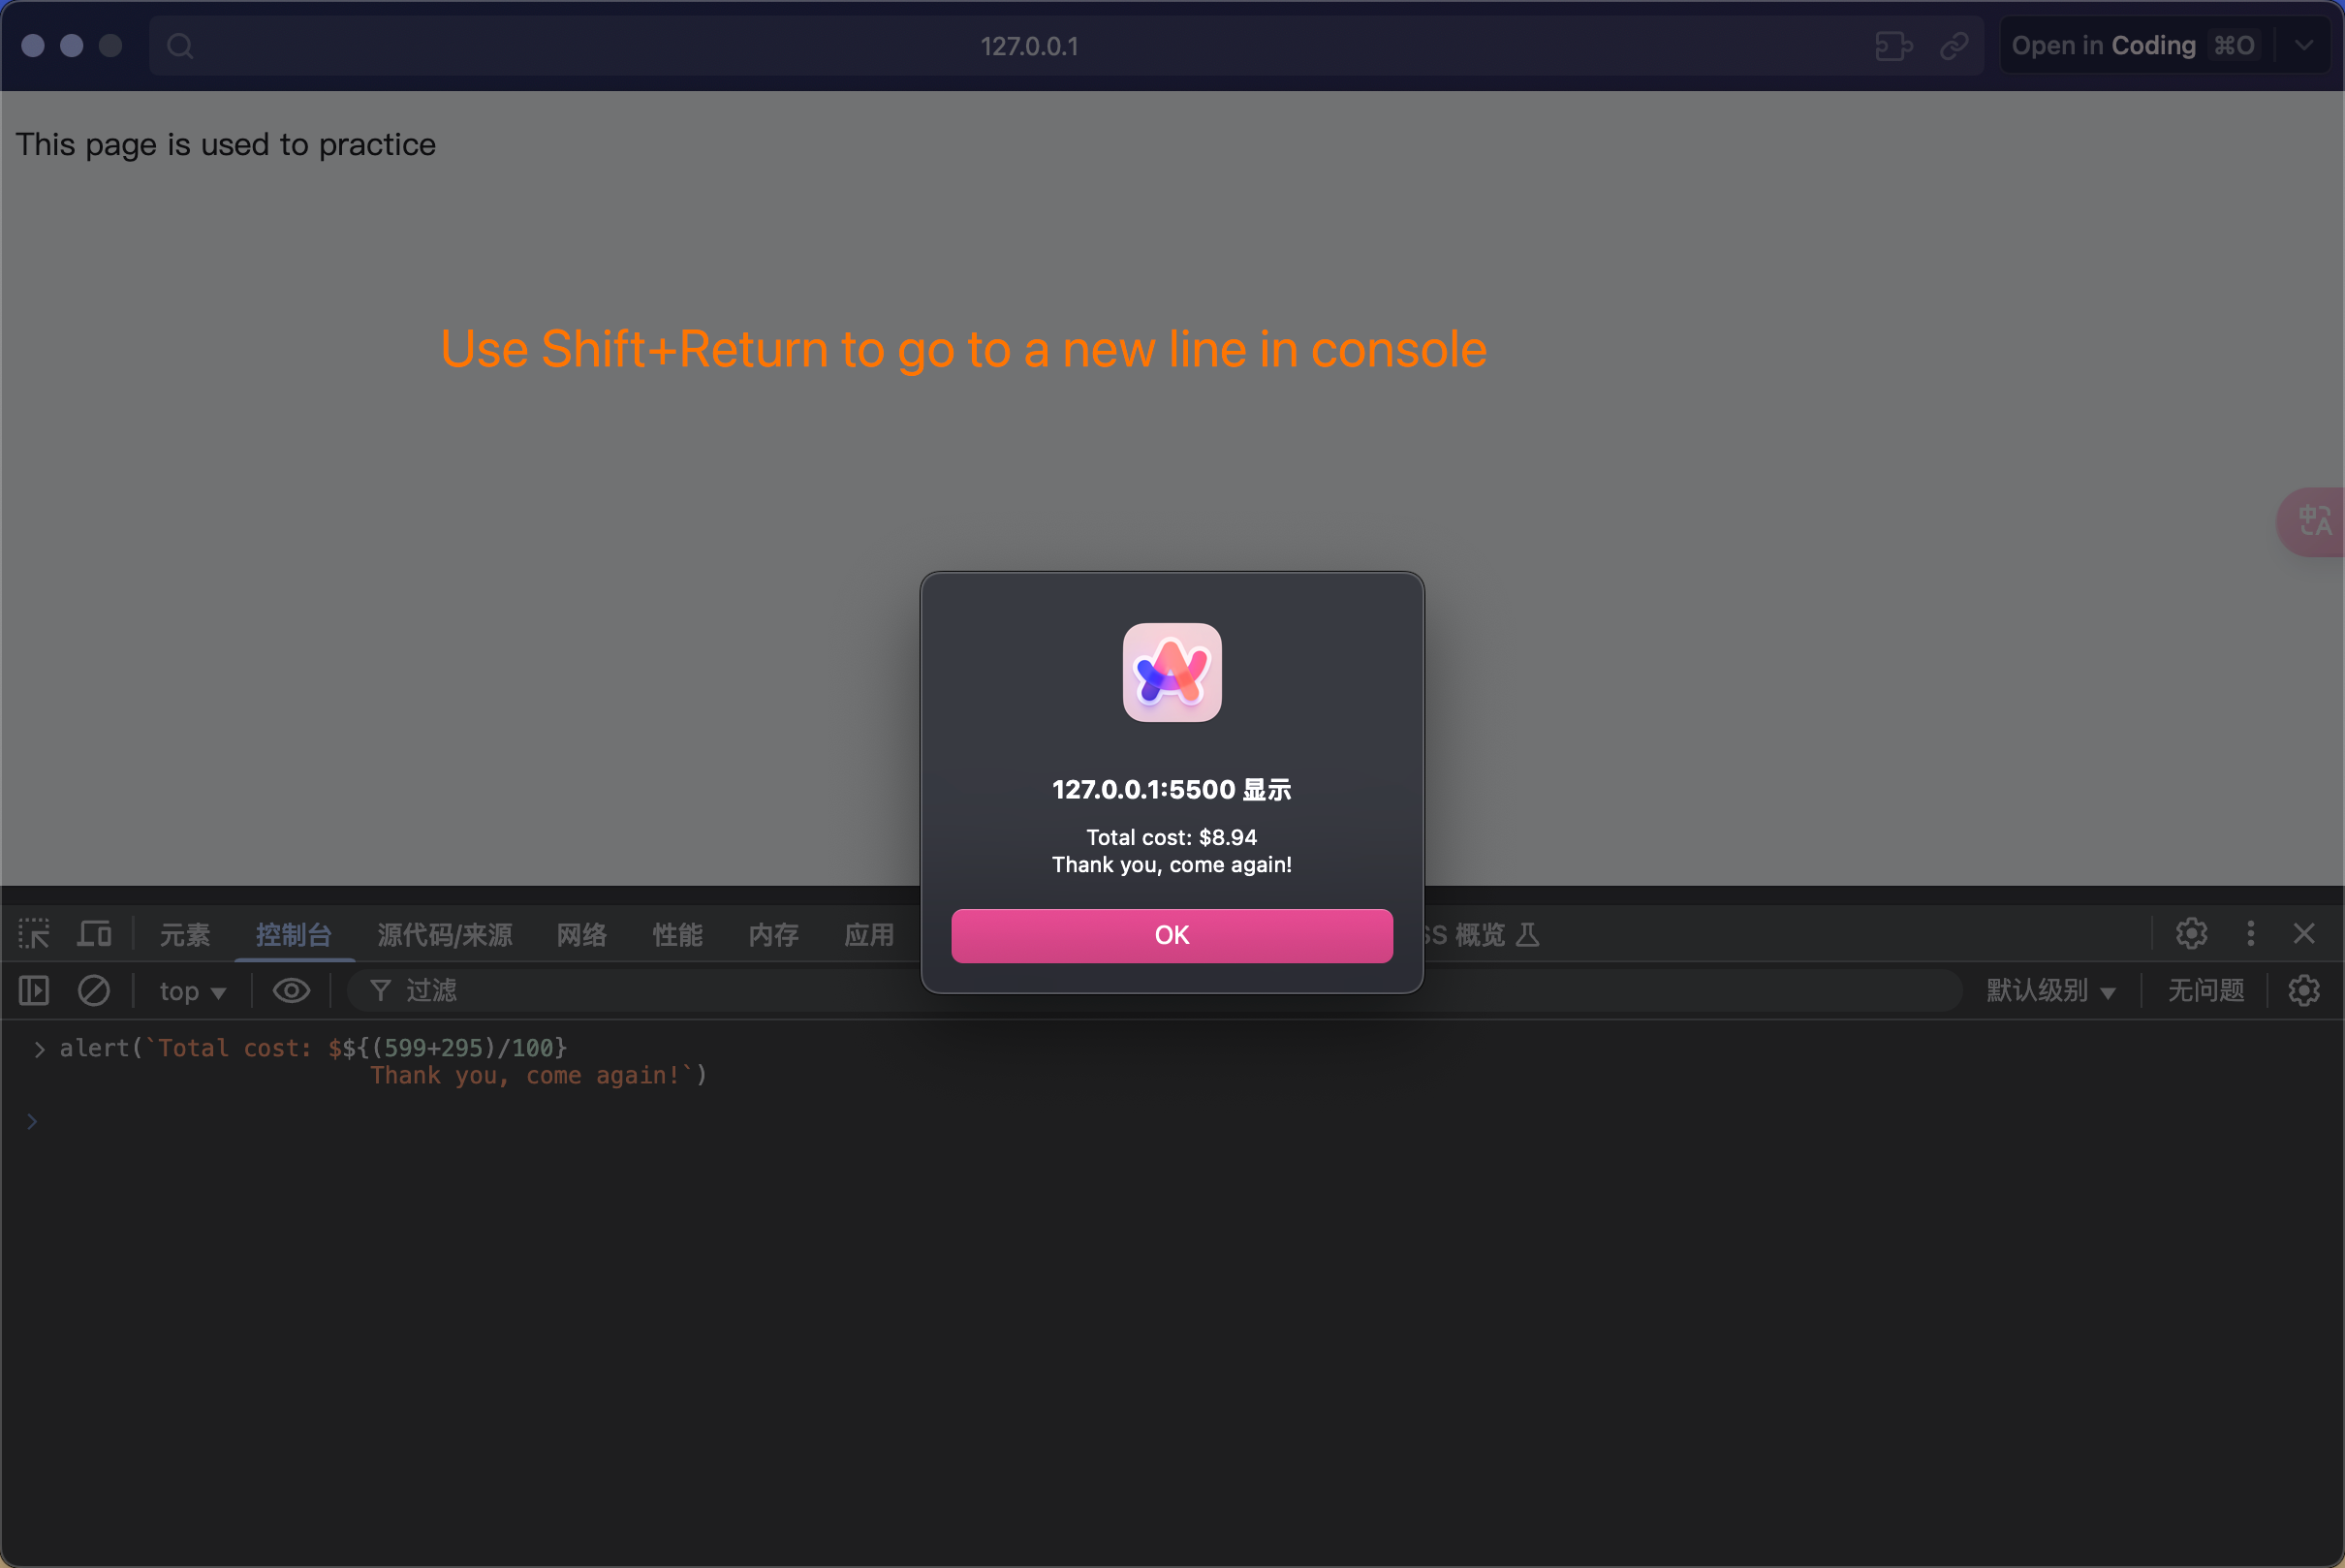 127.0.0.1
Open in Coding ⌘O
This page is used to practice
Use Shift+Return to go to a new line in console
中A
127.0.0.1:5500 显示
Total cost: $8.94
Thank you, come again!
OK
元素 控制台 源代码/来源 网络 性能 内存 应用 SS 概览
top 过滤 默认级别 无问题
> alert(`Total cost: $${(599+295)/100}
Thank you, come again!`)
>